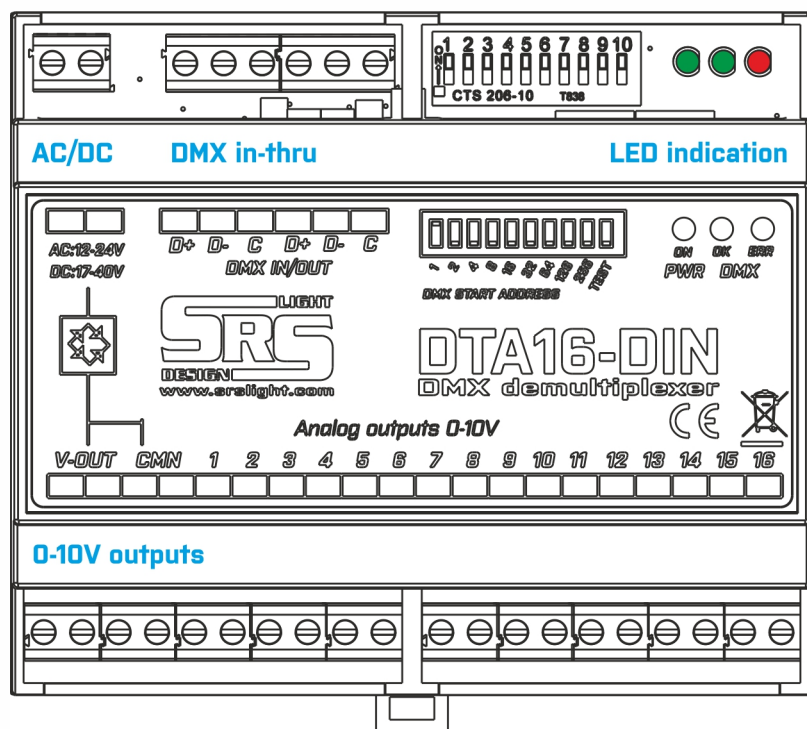 1 2 3 4 5 6 7 8 9 10
ON
CTS 206-10 T836
AC/DC DMX in-thru LED indication
AC:12-24V
DC:17-40V
D+ D- C D+ D- C
DMX IN/OUT
1 2 4 8 16 32 64 128 256 TEST
DMX START ADDRESS
ON OK ERR
PWR DMX
LIGHT
SRS
DESIGN
www.srslight.com
DTA16-DIN
DMX demultiplexer
CE
Analog outputs 0-10V
V-OUT CMN 1 2 3 4 5 6 7 8 9 10 11 12 13 14 15 16
0-10V outputs